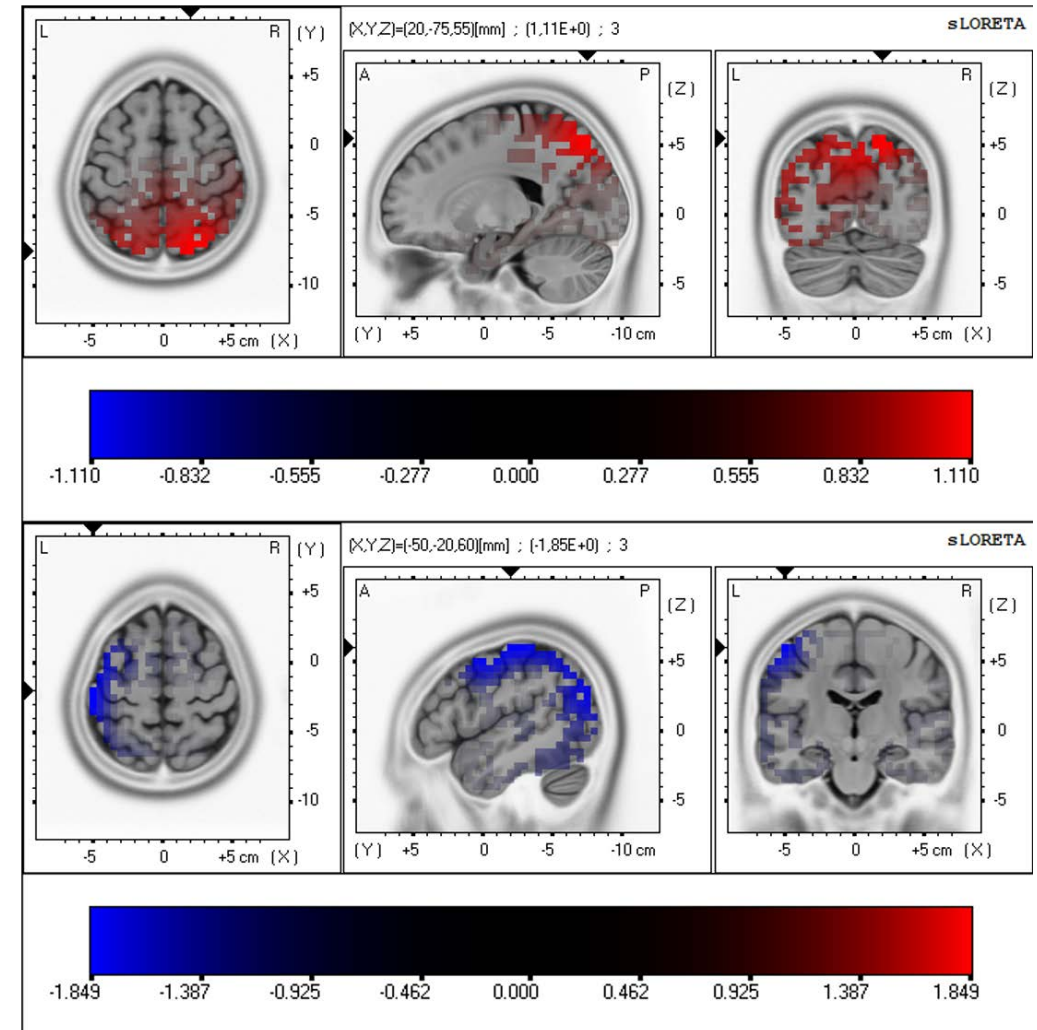 (X,Y,Z)=(20,-75,55)[mm] ; (1,11E+0) ; 3 sLORETA
L R (Y)
A P (Z)
L R (Z)
+5 0 -5 -10
+5 0 -5
+5 0 -5
-5 0 +5 cm (X)
(Y) +5 0 -5 -10 cm
-5 0 +5 cm (X)
-1.110 -0.832 -0.555 -0.277 0.000 0.277 0.555 0.832 1.110
(X,Y,Z)=(-50,-20,60)[mm] ; (-1,85E+0) ; 3 sLORETA
L R (Y)
A P (Z)
L R (Z)
+5 0 -5 -10
+5 0 -5
+5 0 -5
-5 0 +5 cm (X)
(Y) +5 0 -5 -10 cm
-5 0 +5 cm (X)
-1.849 -1.387 -0.925 -0.462 0.000 0.462 0.925 1.387 1.849